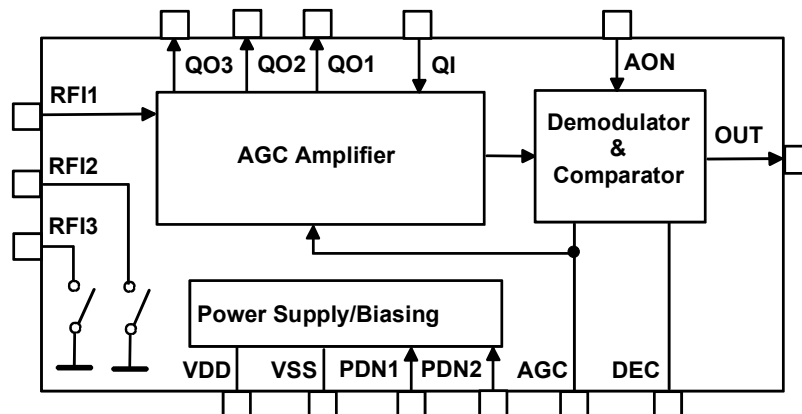 QO3
QO2
QO1
QI
AON
RFI1
AGC Amplifier
Demodulator
&
Comparator
OUT
RFI2
RFI3
Power Supply/Biasing
VDD
VSS
PDN1
PDN2
AGC
DEC